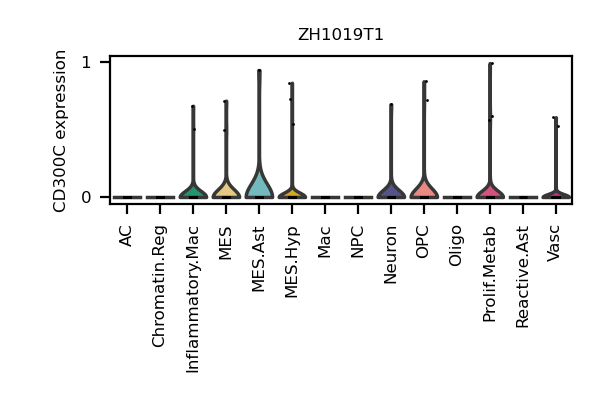 ZH1019T1
CD300C expression
1
0
AC
Chromatin.Reg
Inflammatory.Mac
MES
MES.Ast
MES.Hyp
Mac
NPC
Neuron
OPC
Oligo
Prolif.Metab
Reactive.Ast
Vasc